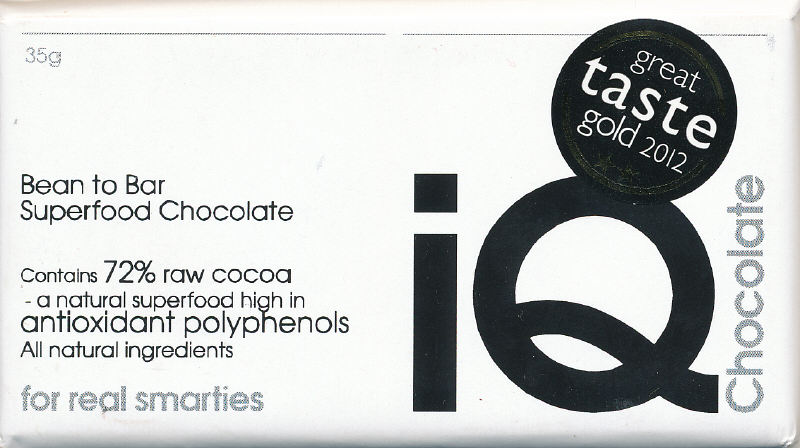 35g
Bean to Bar
Superfood Chocolate
Contains 72% raw cocoa
- a natural superfood high in
antioxidant polyphenols
All natural ingredients
for real smarties
great
taste
gold 2012
iQ
Chocolate